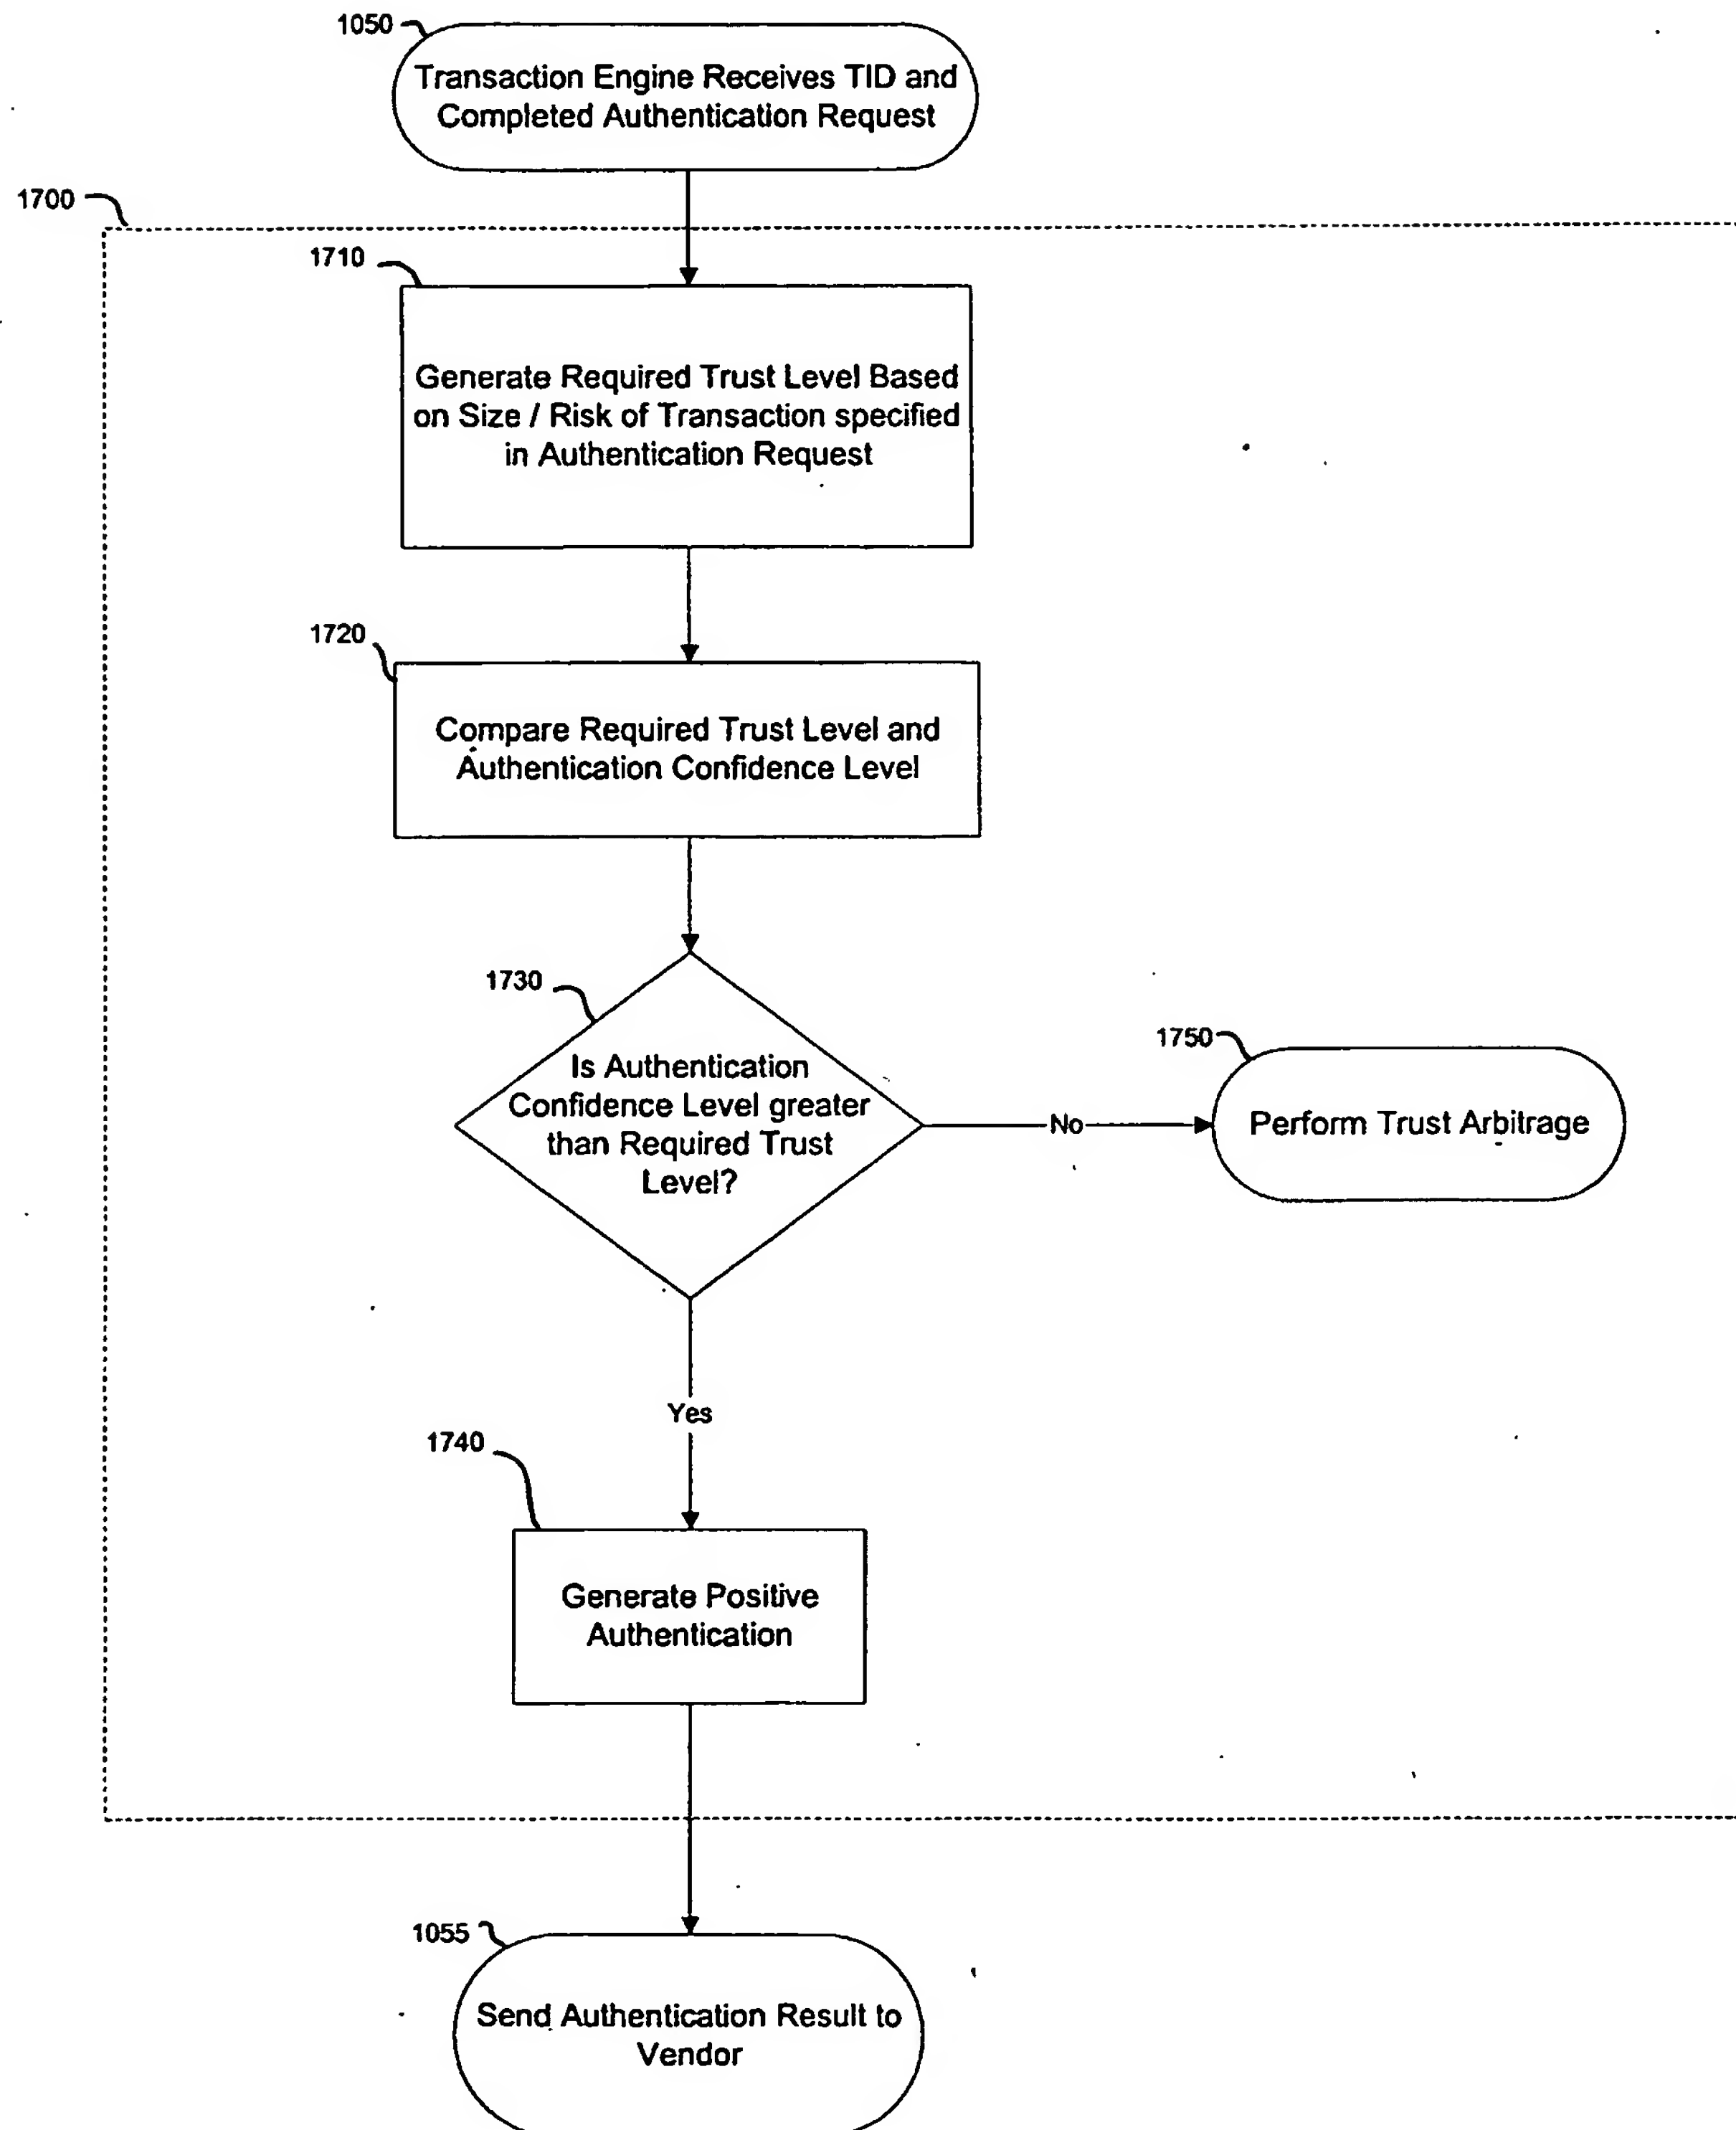 1050
Transaction Engine Receives TID and
Completed Authentication Request
1700
1710
Generate Required Trust Level Based
on Size / Risk of Transaction specified
in Authentication Request
1720
Compare Required Trust Level and
Authentication Confidence Level
1730
Is Authentication
Confidence Level greater
than Required Trust
Level?
No
1750
Perform Trust Arbitrage
Yes
1740
Generate Positive
Authentication
1055
Send Authentication Result to
Vendor